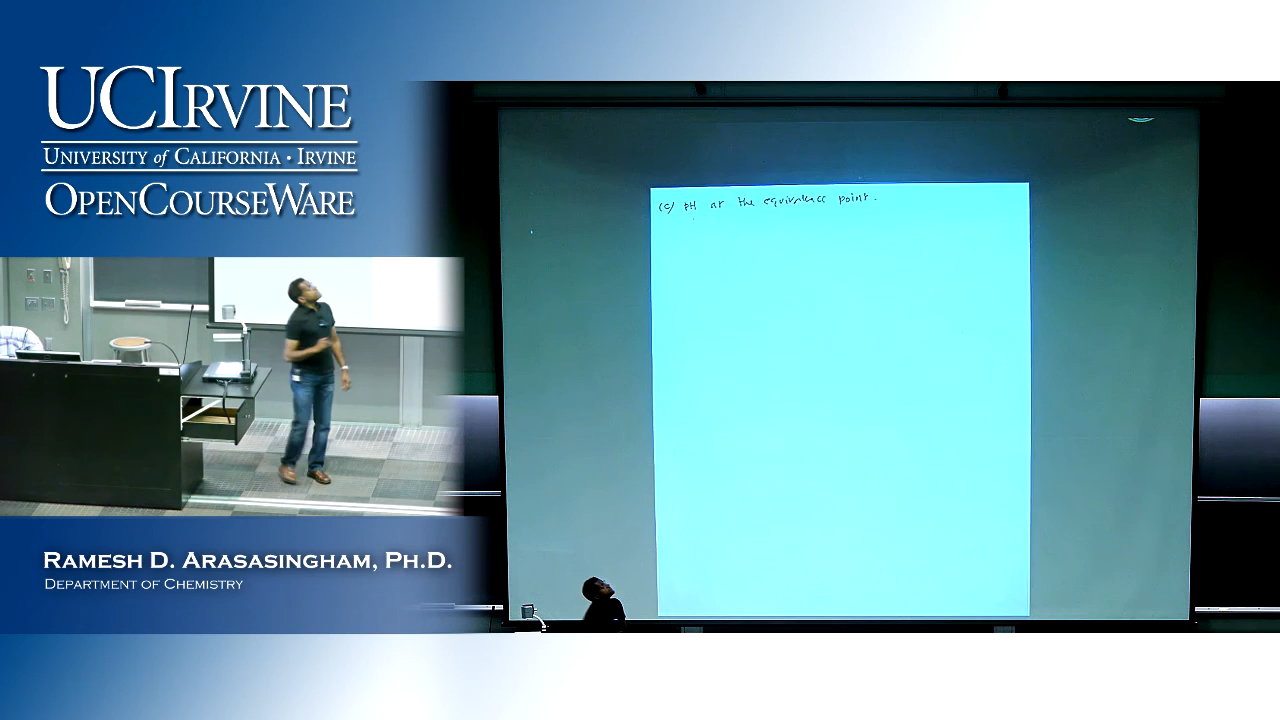 UCIRVINE
UNIVERSITY of CALIFORNIA · IRVINE
OPENCOURSEWARE
(c) pH at the equivalence point.
RAMESH D. ARASASINGHAM, PH.D.
DEPARTMENT OF CHEMISTRY